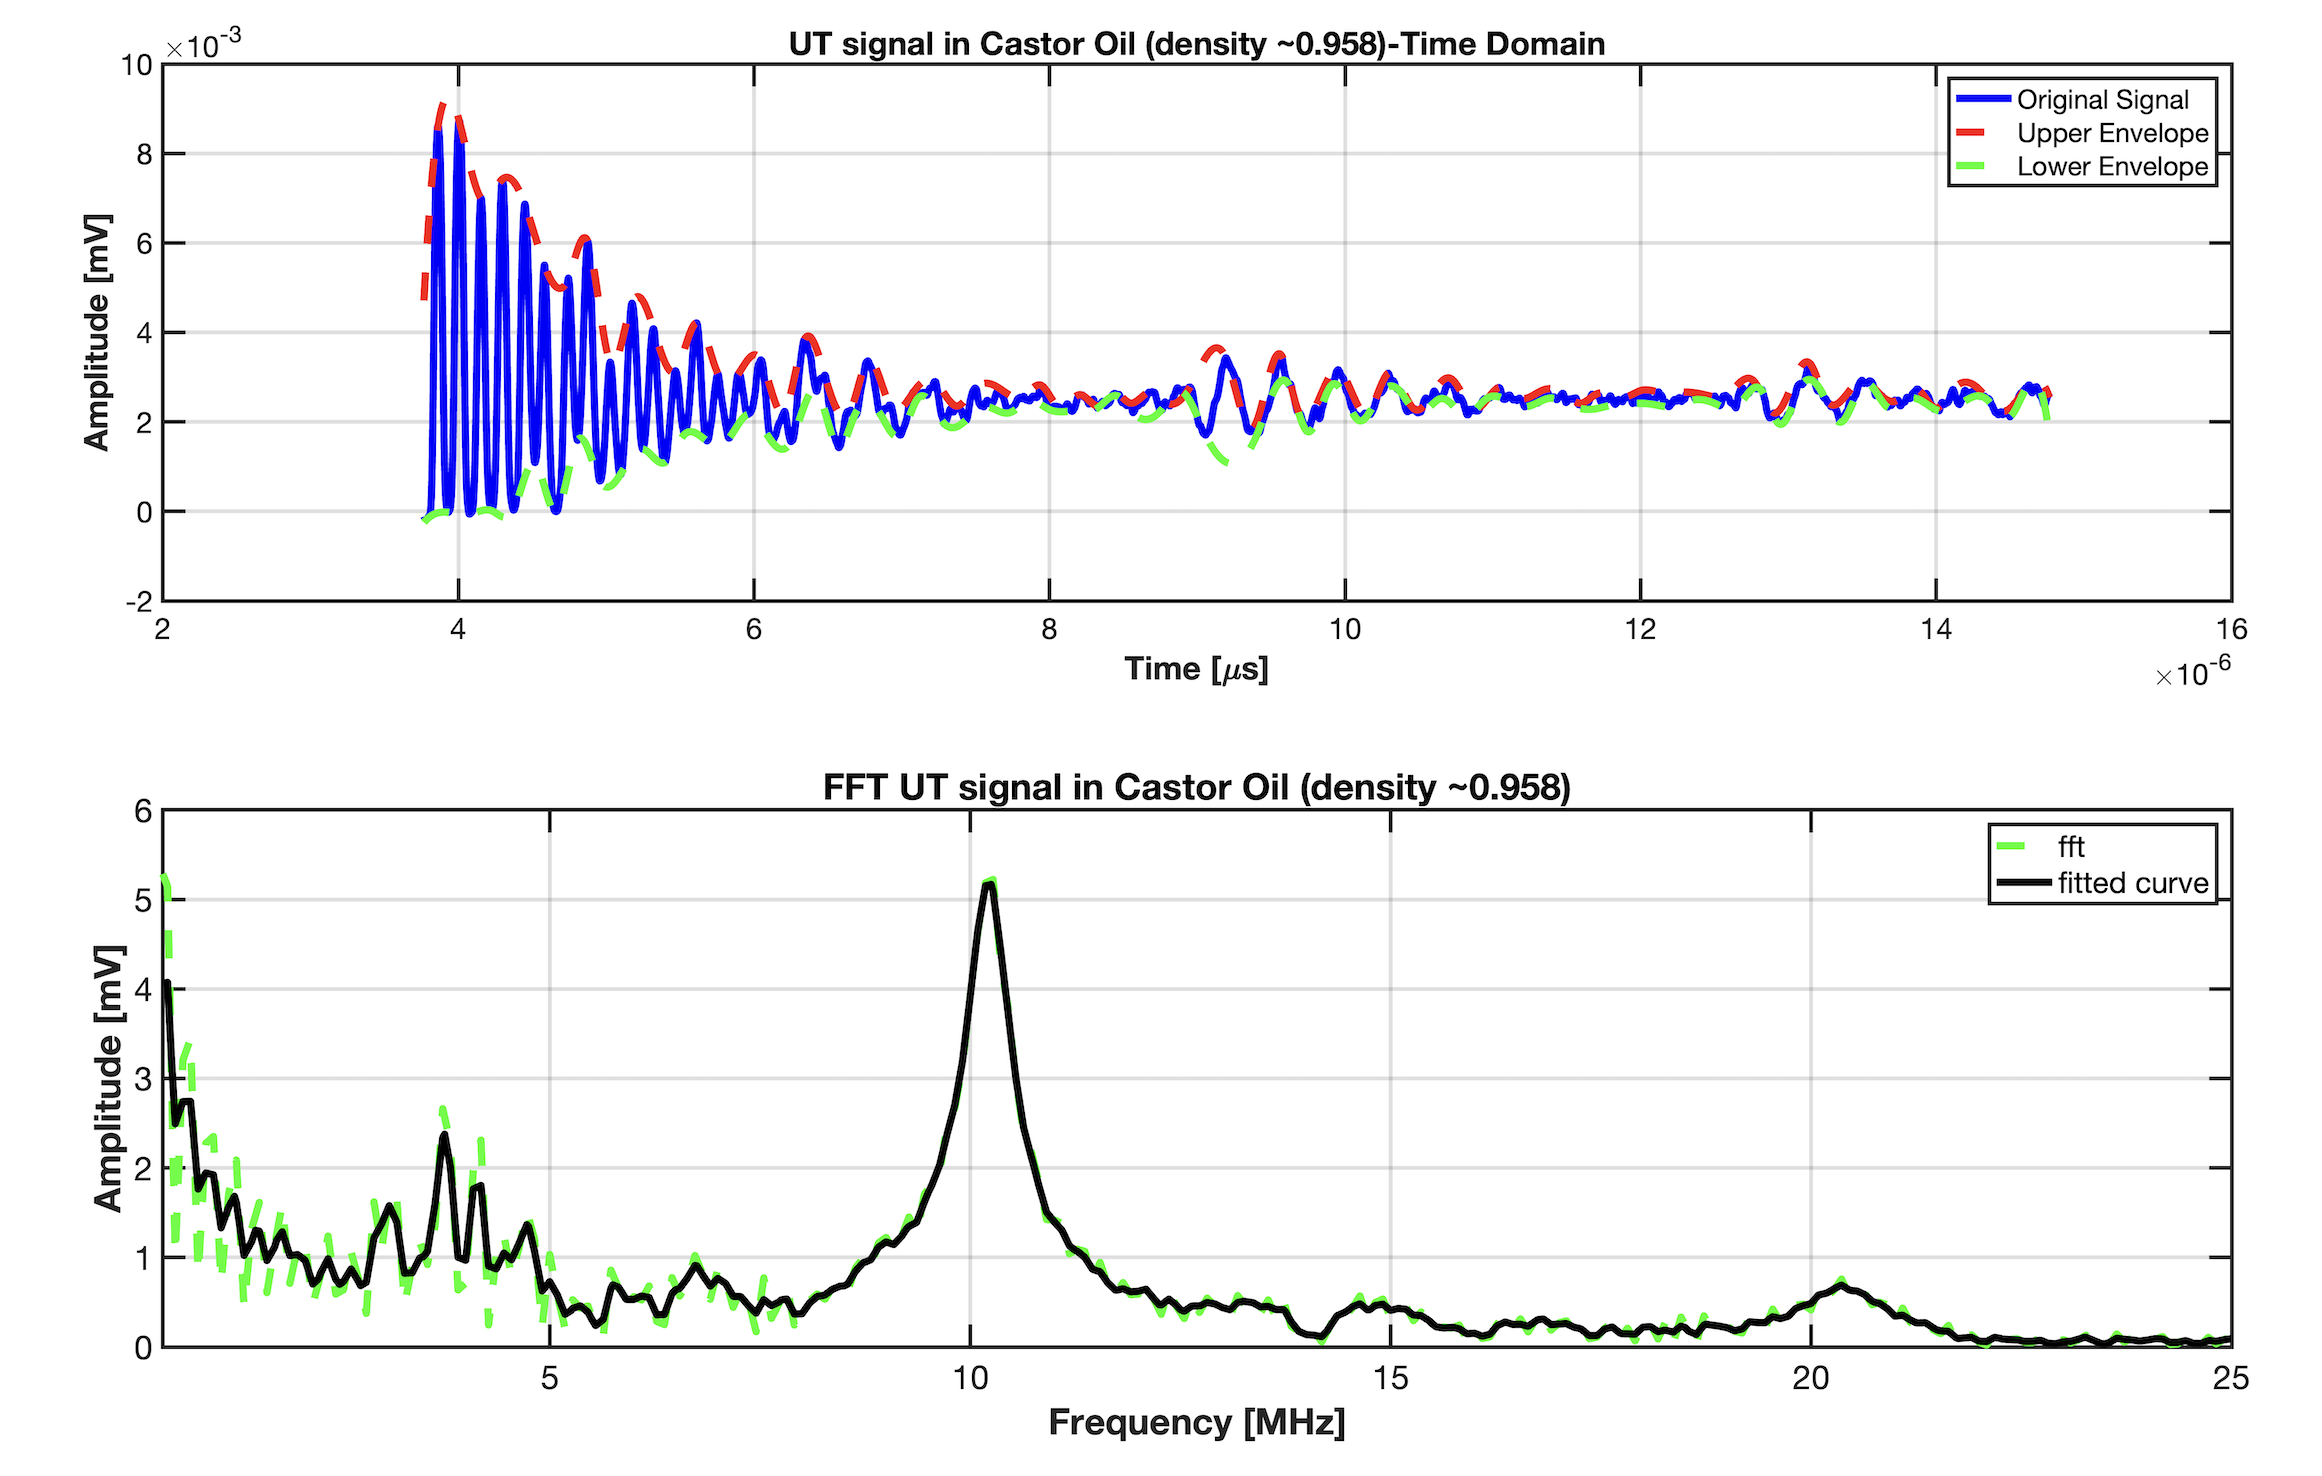 UT signal in Castor Oil (density ~0.958)-Time Domain
×10-3
10
8
6
4
2
0
-2
Amplitude [mV]
Original Signal
Upper Envelope
Lower Envelope
2 4 6 8 10 12 14 16
Time [μs]
×10-6
FFT UT signal in Castor Oil (density ~0.958)
6
5
4
3
2
1
0
Amplitude [mV]
fft
fitted curve
5 10 15 20 25
Frequency [MHz]